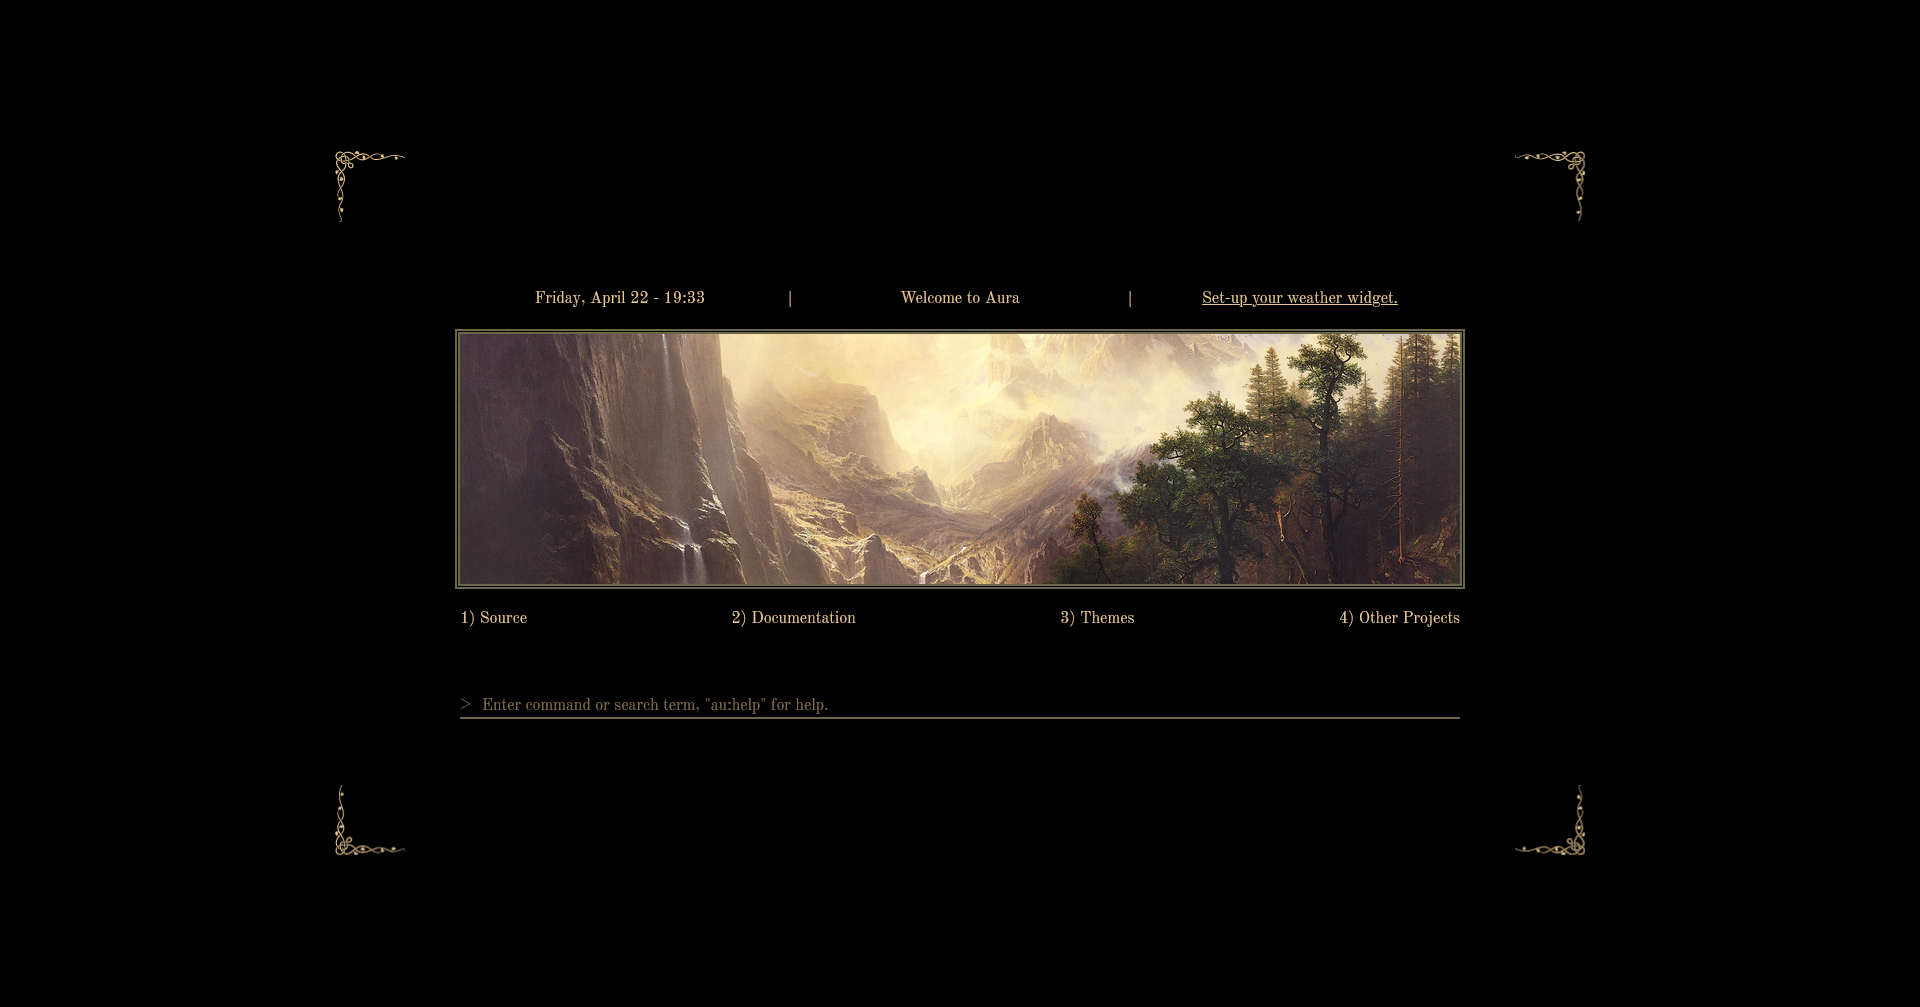 Friday, April 22 - 19:33 | Welcome to Aura | Set-up your weather widget.
1) Source 2) Documentation 3) Themes 4) Other Projects
> Enter command or search term, "au:help" for help.